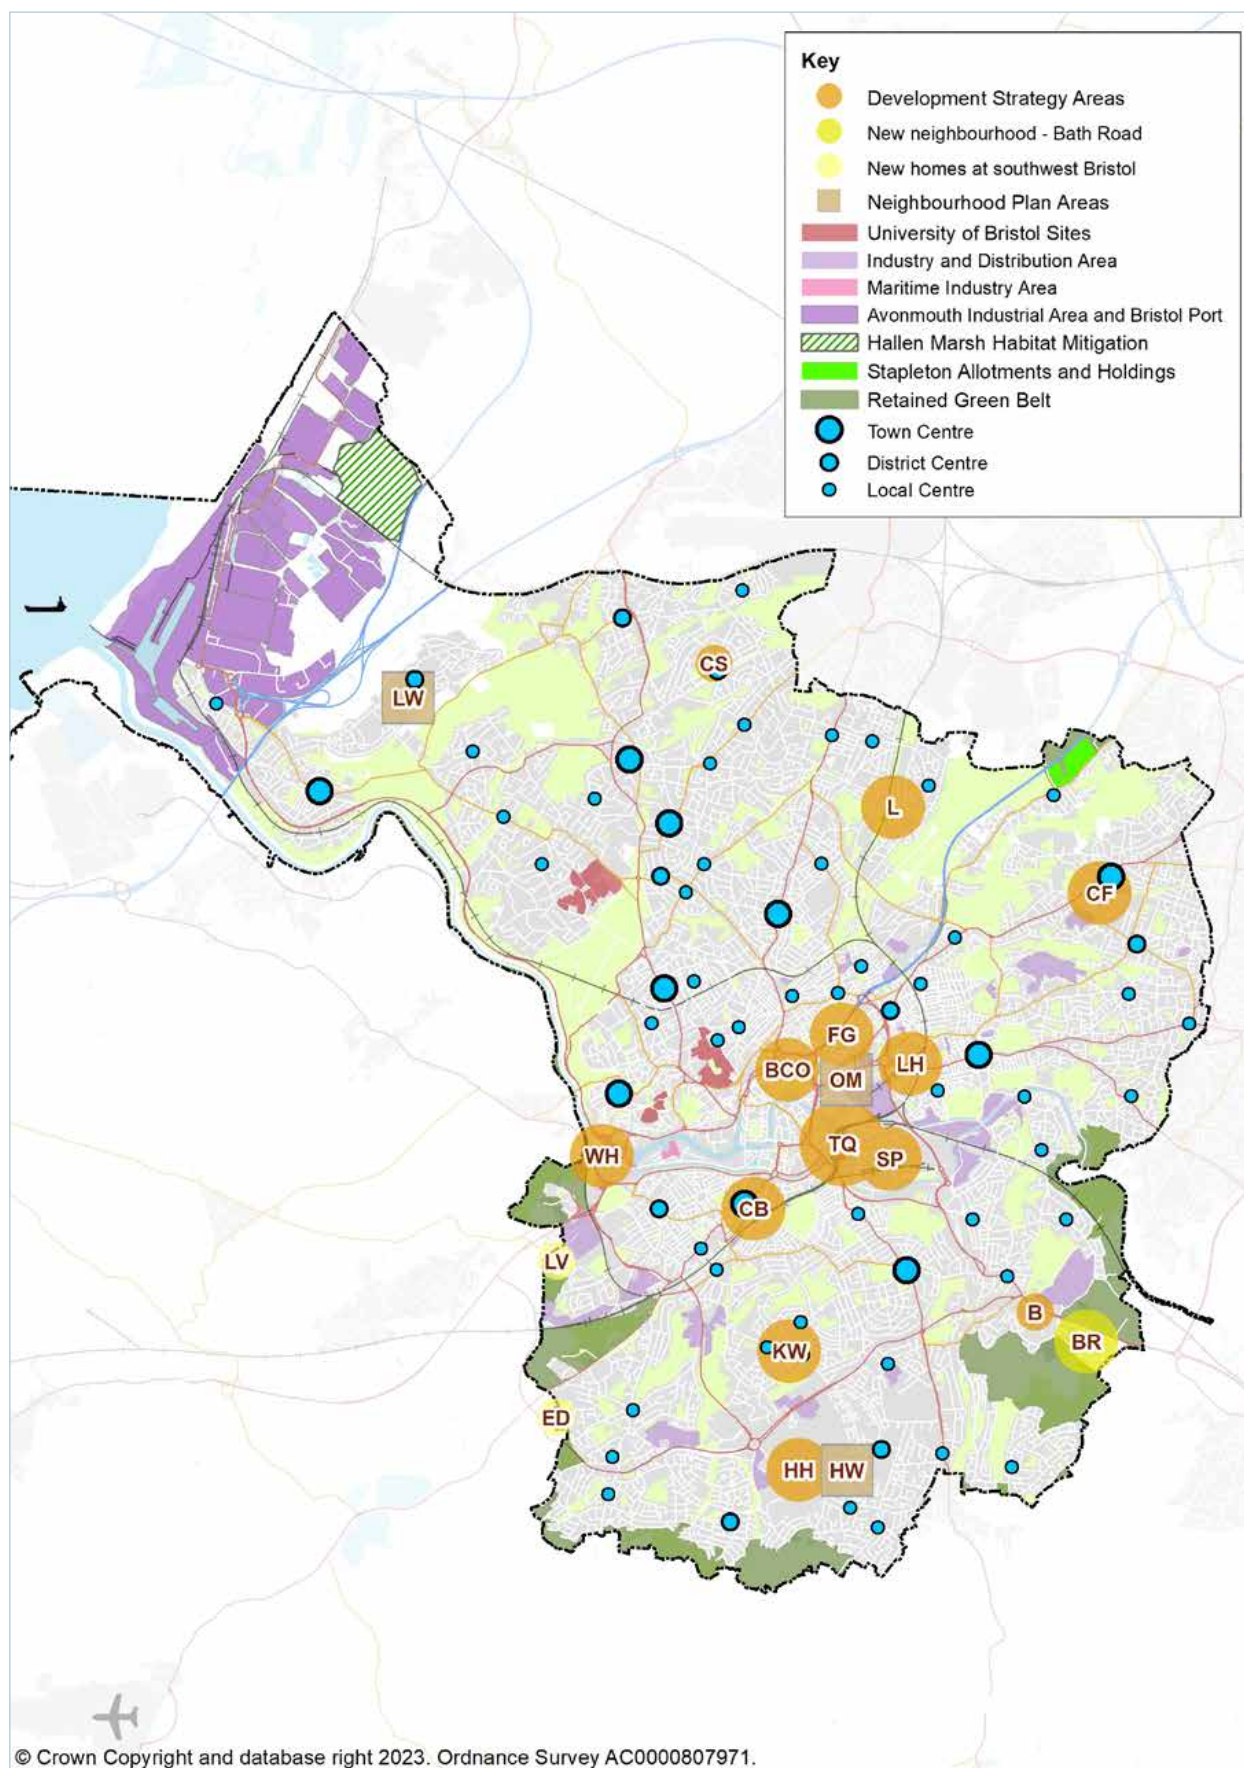 Key
Development Strategy Areas
New neighbourhood - Bath Road
New homes at southwest Bristol
Neighbourhood Plan Areas
University of Bristol Sites
Industry and Distribution Area
Maritime Industry Area
Avonmouth Industrial Area and Bristol Port
Hallen Marsh Habitat Mitigation
Stapleton Allotments and Holdings
Retained Green Belt
Town Centre
District Centre
Local Centre
CS
LW
L
CF
FG
BCO
OM
LH
WH
TQ
SP
CB
LV
B
BR
KW
ED
HH
HW
© Crown Copyright and database right 2023. Ordnance Survey AC0000807971.